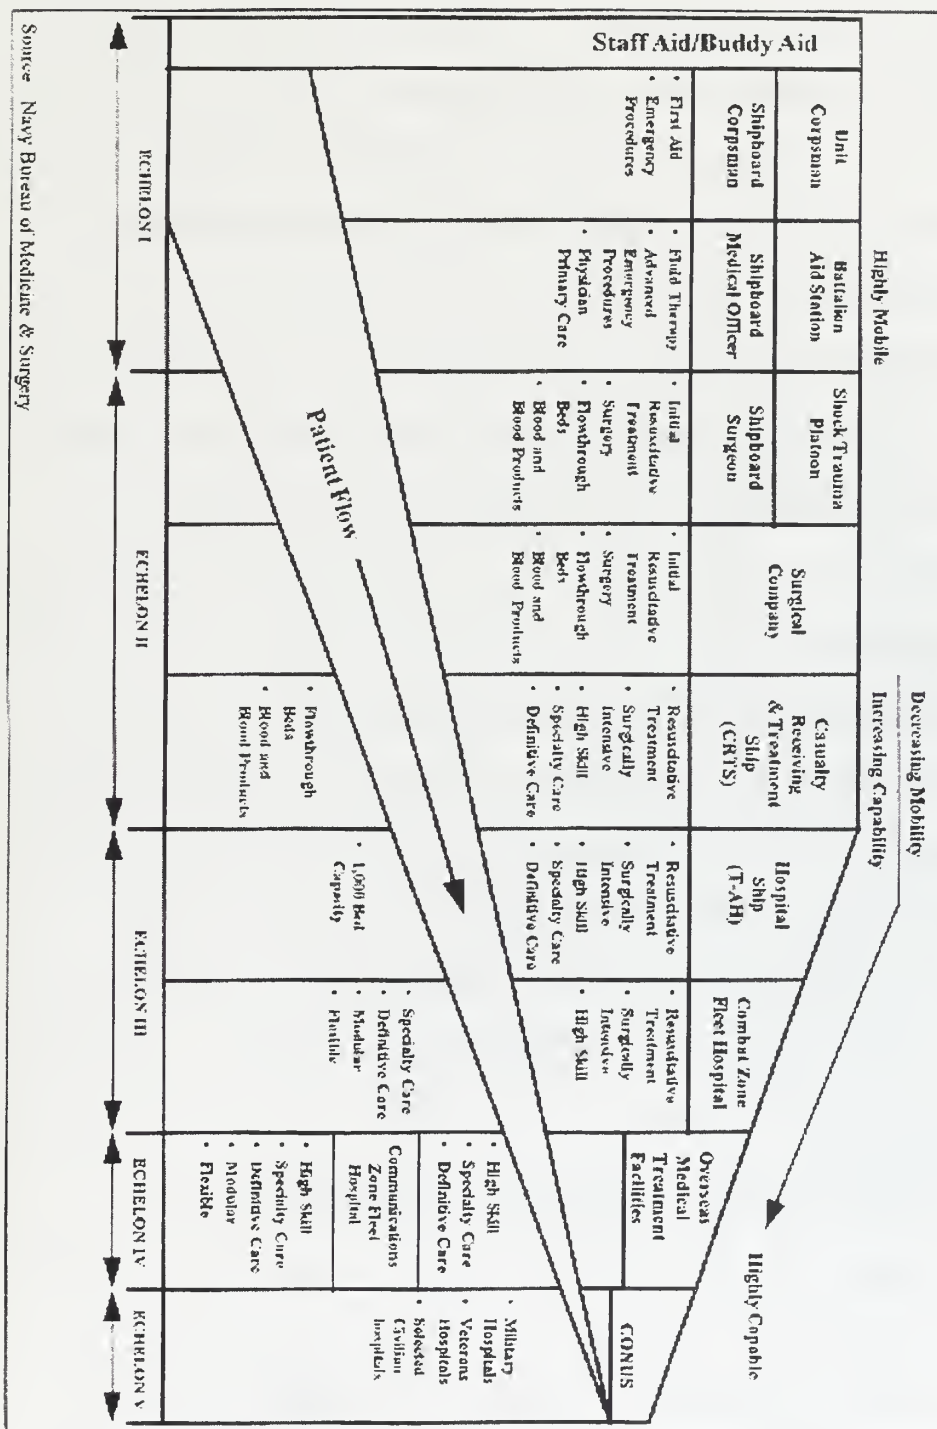 Highly Mobile
Decreasing Mobility
Increasing Capability
Highly Capable
Staff Aid/Buddy Aid
Unit
Corpsman
Shipboard
Corpsman
• First Aid
• Emergency
Procedures
Battalion
Aid Station
Shipboard
Medical Officer
• Fluid Therapy
• Advanced
Emergency
Procedures
• Physician
Primary Care
Shock Trauma
Platoon
Shipboard
Surgeon
• Initial
Resuscitative
Treatment
• Surgery
• Flowthrough
Beds
• Blood and
Blood Products
Surgical
Company
• Initial
Resuscitative
Treatment
• Surgery
• Flowthrough
Beds
• Blood and
Blood Products
Casualty
Receiving
& Treatment
Ship
(CRTS)
• Resuscitative
Treatment
• Surgically
Intensive
• High Skill
• Specialty Care
• Definitive Care
• Flowthrough
Beds
• Blood and
Blood Products
Hospital
Ship
(T-AH)
• Resuscitative
Treatment
• Surgically
Intensive
• High Skill
• Specialty Care
• Definitive Care
• 1,000 Bed
Capacity
Combat Zone
Fleet Hospital
• Resuscitative
Treatment
• Surgically
Intensive
• High Skill
• Specialty Care
• Definitive Care
• Modular
• Flexible
Overseas
Medical
Treatment
Facilities
• High Skill
• Specialty Care
• Definitive Care
Communications
Zone Fleet
Hospital
• High Skill
• Specialty Care
• Definitive Care
• Modular
• Flexible
CONUS
• Military
Hospitals
• Veterans
Hospitals
• Selected
Civilian
hospitals
Patient Flow
ECHELON I
ECHELON II
ECHELON III
ECHELON IV
ECHELON V
Source Navy Bureau of Medicine & Surgery